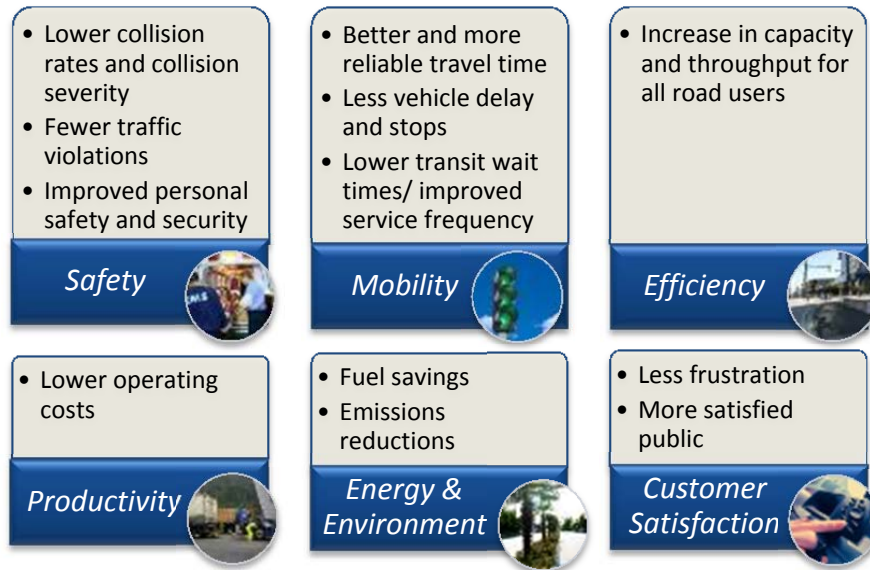 • Lower collision
rates and collision
severity
• Fewer traffic
violations
• Improved personal
safety and security
Safety
• Better and more
reliable travel time
• Less vehicle delay
and stops
• Lower transit wait
times/ improved
service frequency
Mobility
• Increase in capacity
and throughput for
all road users
Efficiency
• Lower operating
costs
Productivity
• Fuel savings
• Emissions
reductions
Energy &
Environment
• Less frustration
• More satisfied
public
Customer
Satisfaction